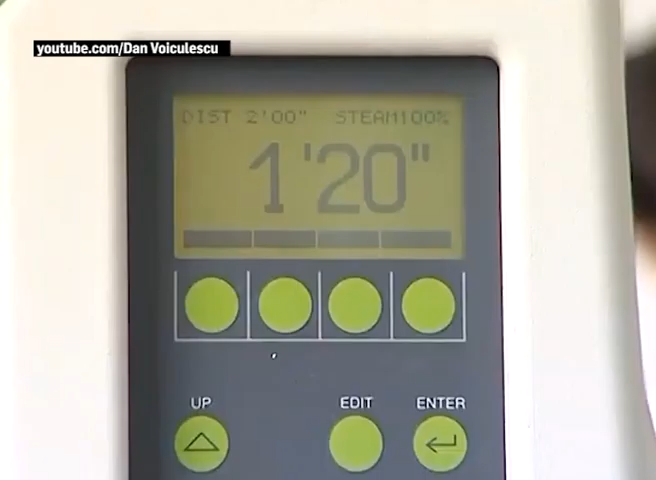 youtube.com/Dan Voiculescu
DIST 2'00" STEAM100%
1'20"
UP
EDIT
ENTER